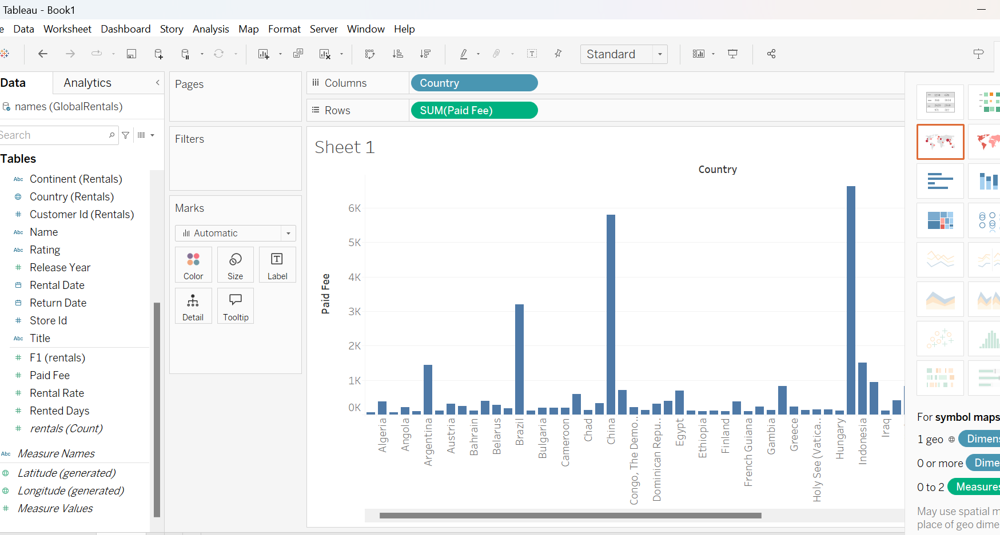 Tableau - Book1
Data Worksheet Dashboard Story Analysis Map Format Server Window Help
Standard
Data
Analytics
names (GlobalRentals)
Search
Tables
Abc Continent (Rentals)
Country (Rentals)
# Customer Id (Rentals)
Abc Name
Abc Rating
# Release Year
Rental Date
Return Date
# Store Id
Abc Title
# F1 (rentals)
# Paid Fee
# Rental Rate
# Rented Days
# rentals (Count)
Abc Measure Names
Latitude (generated)
Longitude (generated)
# Measure Values
Pages
Filters
Marks
Automatic
Color
Size
Label
Detail
Tooltip
Columns
Country
Rows
SUM(Paid Fee)
Sheet 1
Country
Paid Fee
6K
5K
4K
3K
2K
1K
0K
Algeria
Angola
Argentina
Austria
Bahrain
Belarus
Brazil
Bulgaria
Cameroon
Chad
China
Congo, The Demo..
Dominican Repu..
Egypt
Ethiopia
Finland
French Guiana
Gambia
Greece
Holy See (Vatica..
Hungary
Indonesia
Iraq
For symbol maps
1 geo Dimens
0 or more Dime
0 to 2 Measures
May use spatial m
place of geo dime